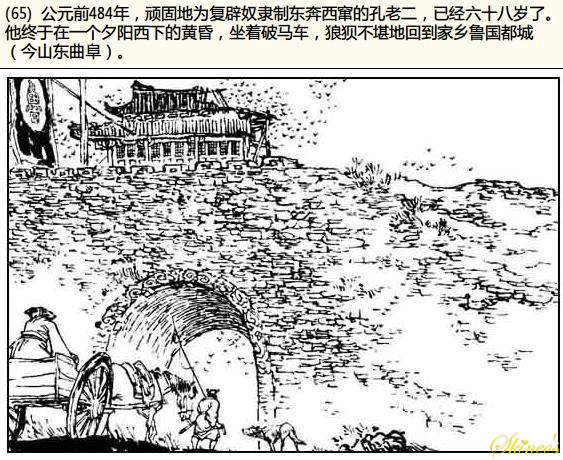 (65) 公元前484年，顽固地为复辟奴隶制东奔西窜的孔老二，已经六十八岁了。
他终于在一个夕阳西下的黄昏，坐着破马车，狼狈不堪地回到家乡鲁国都城
（今山东曲阜）。